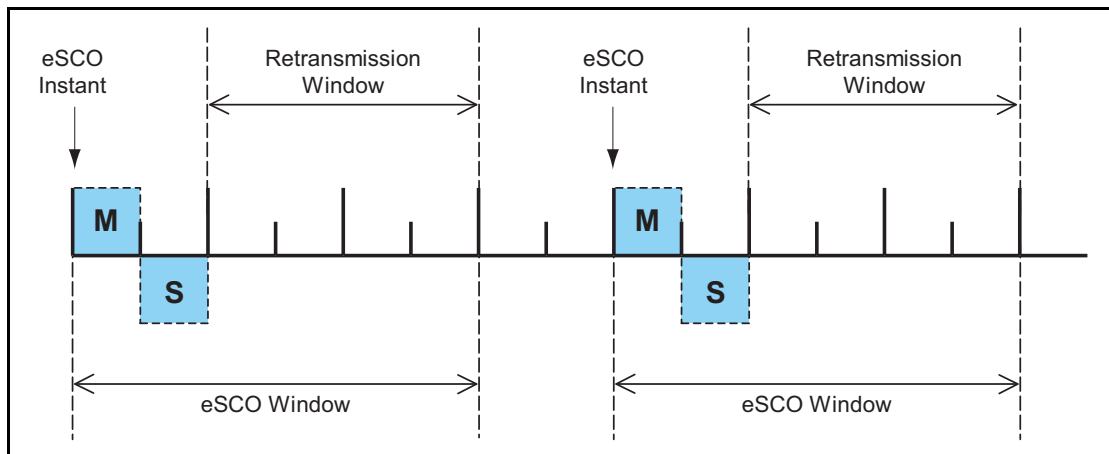 eSCO
Instant
Retransmission
Window
eSCO
Instant
Retransmission
Window
M
S
M
S
eSCO Window
eSCO Window